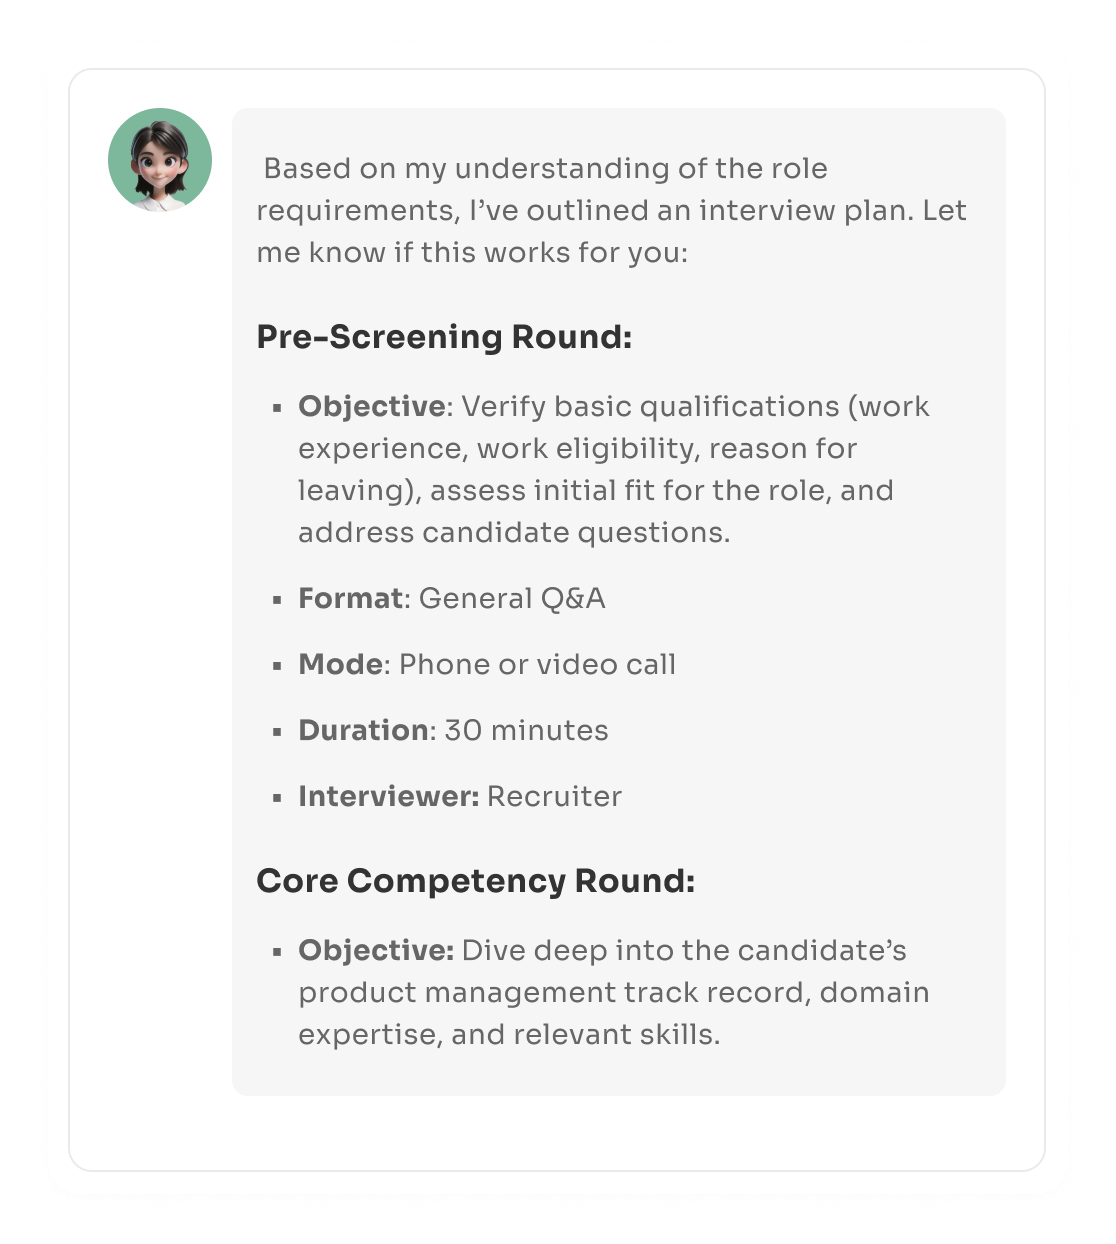 Based on my understanding of the role
requirements, I’ve outlined an interview plan. Let
me know if this works for you:
Pre-Screening Round:
▪ Objective: Verify basic qualifications (work
experience, work eligibility, reason for
leaving), assess initial fit for the role, and
address candidate questions.
▪ Format: General Q&A
▪ Mode: Phone or video call
▪ Duration: 30 minutes
▪ Interviewer: Recruiter
Core Competency Round:
▪ Objective: Dive deep into the candidate’s
product management track record, domain
expertise, and relevant skills.